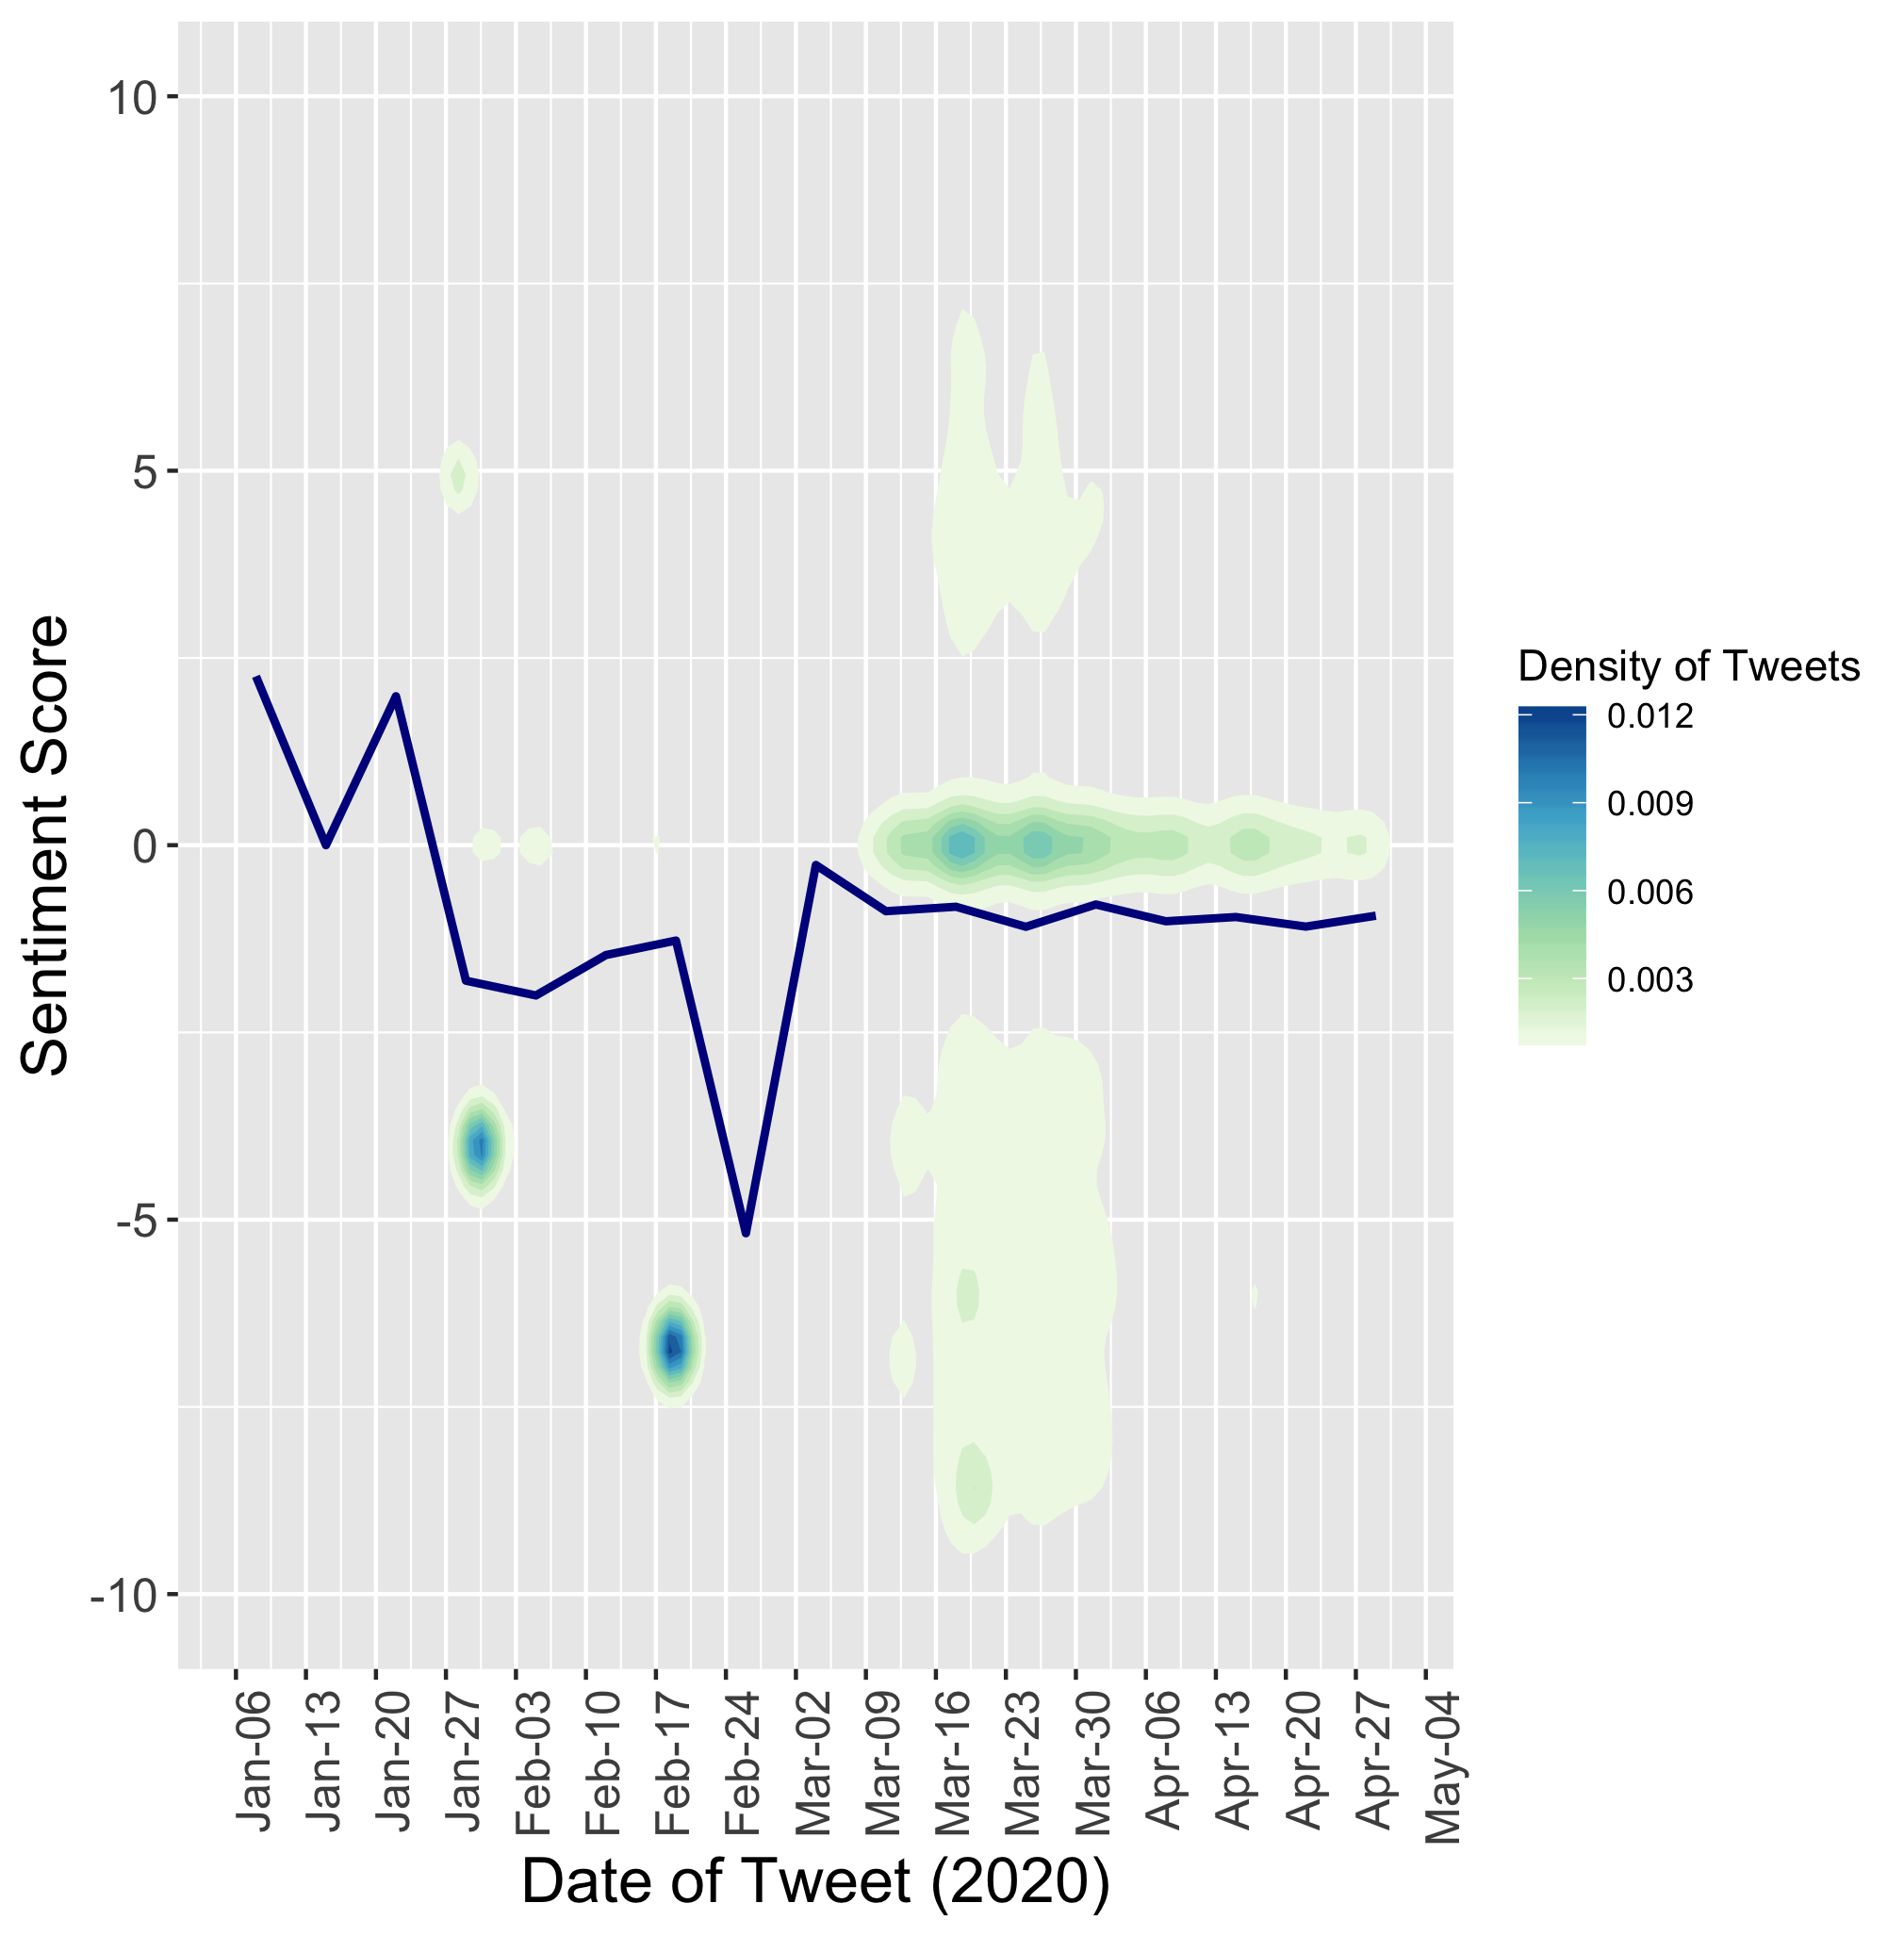 10
5
0
-5
-10
Sentiment Score
Jan-06
Jan-13
Jan-20
Jan-27
Feb-03
Feb-10
Feb-17
Feb-24
Mar-02
Mar-09
Mar-16
Mar-23
Mar-30
Apr-06
Apr-13
Apr-20
Apr-27
May-04
Date of Tweet (2020)
Density of Tweets
0.012
0.009
0.006
0.003